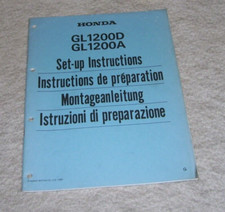 HONDA
GL1200D
GL1200A
Set-up Instructions
Instructions de préparation
Montageanleitung
Istruzioni di preparazione